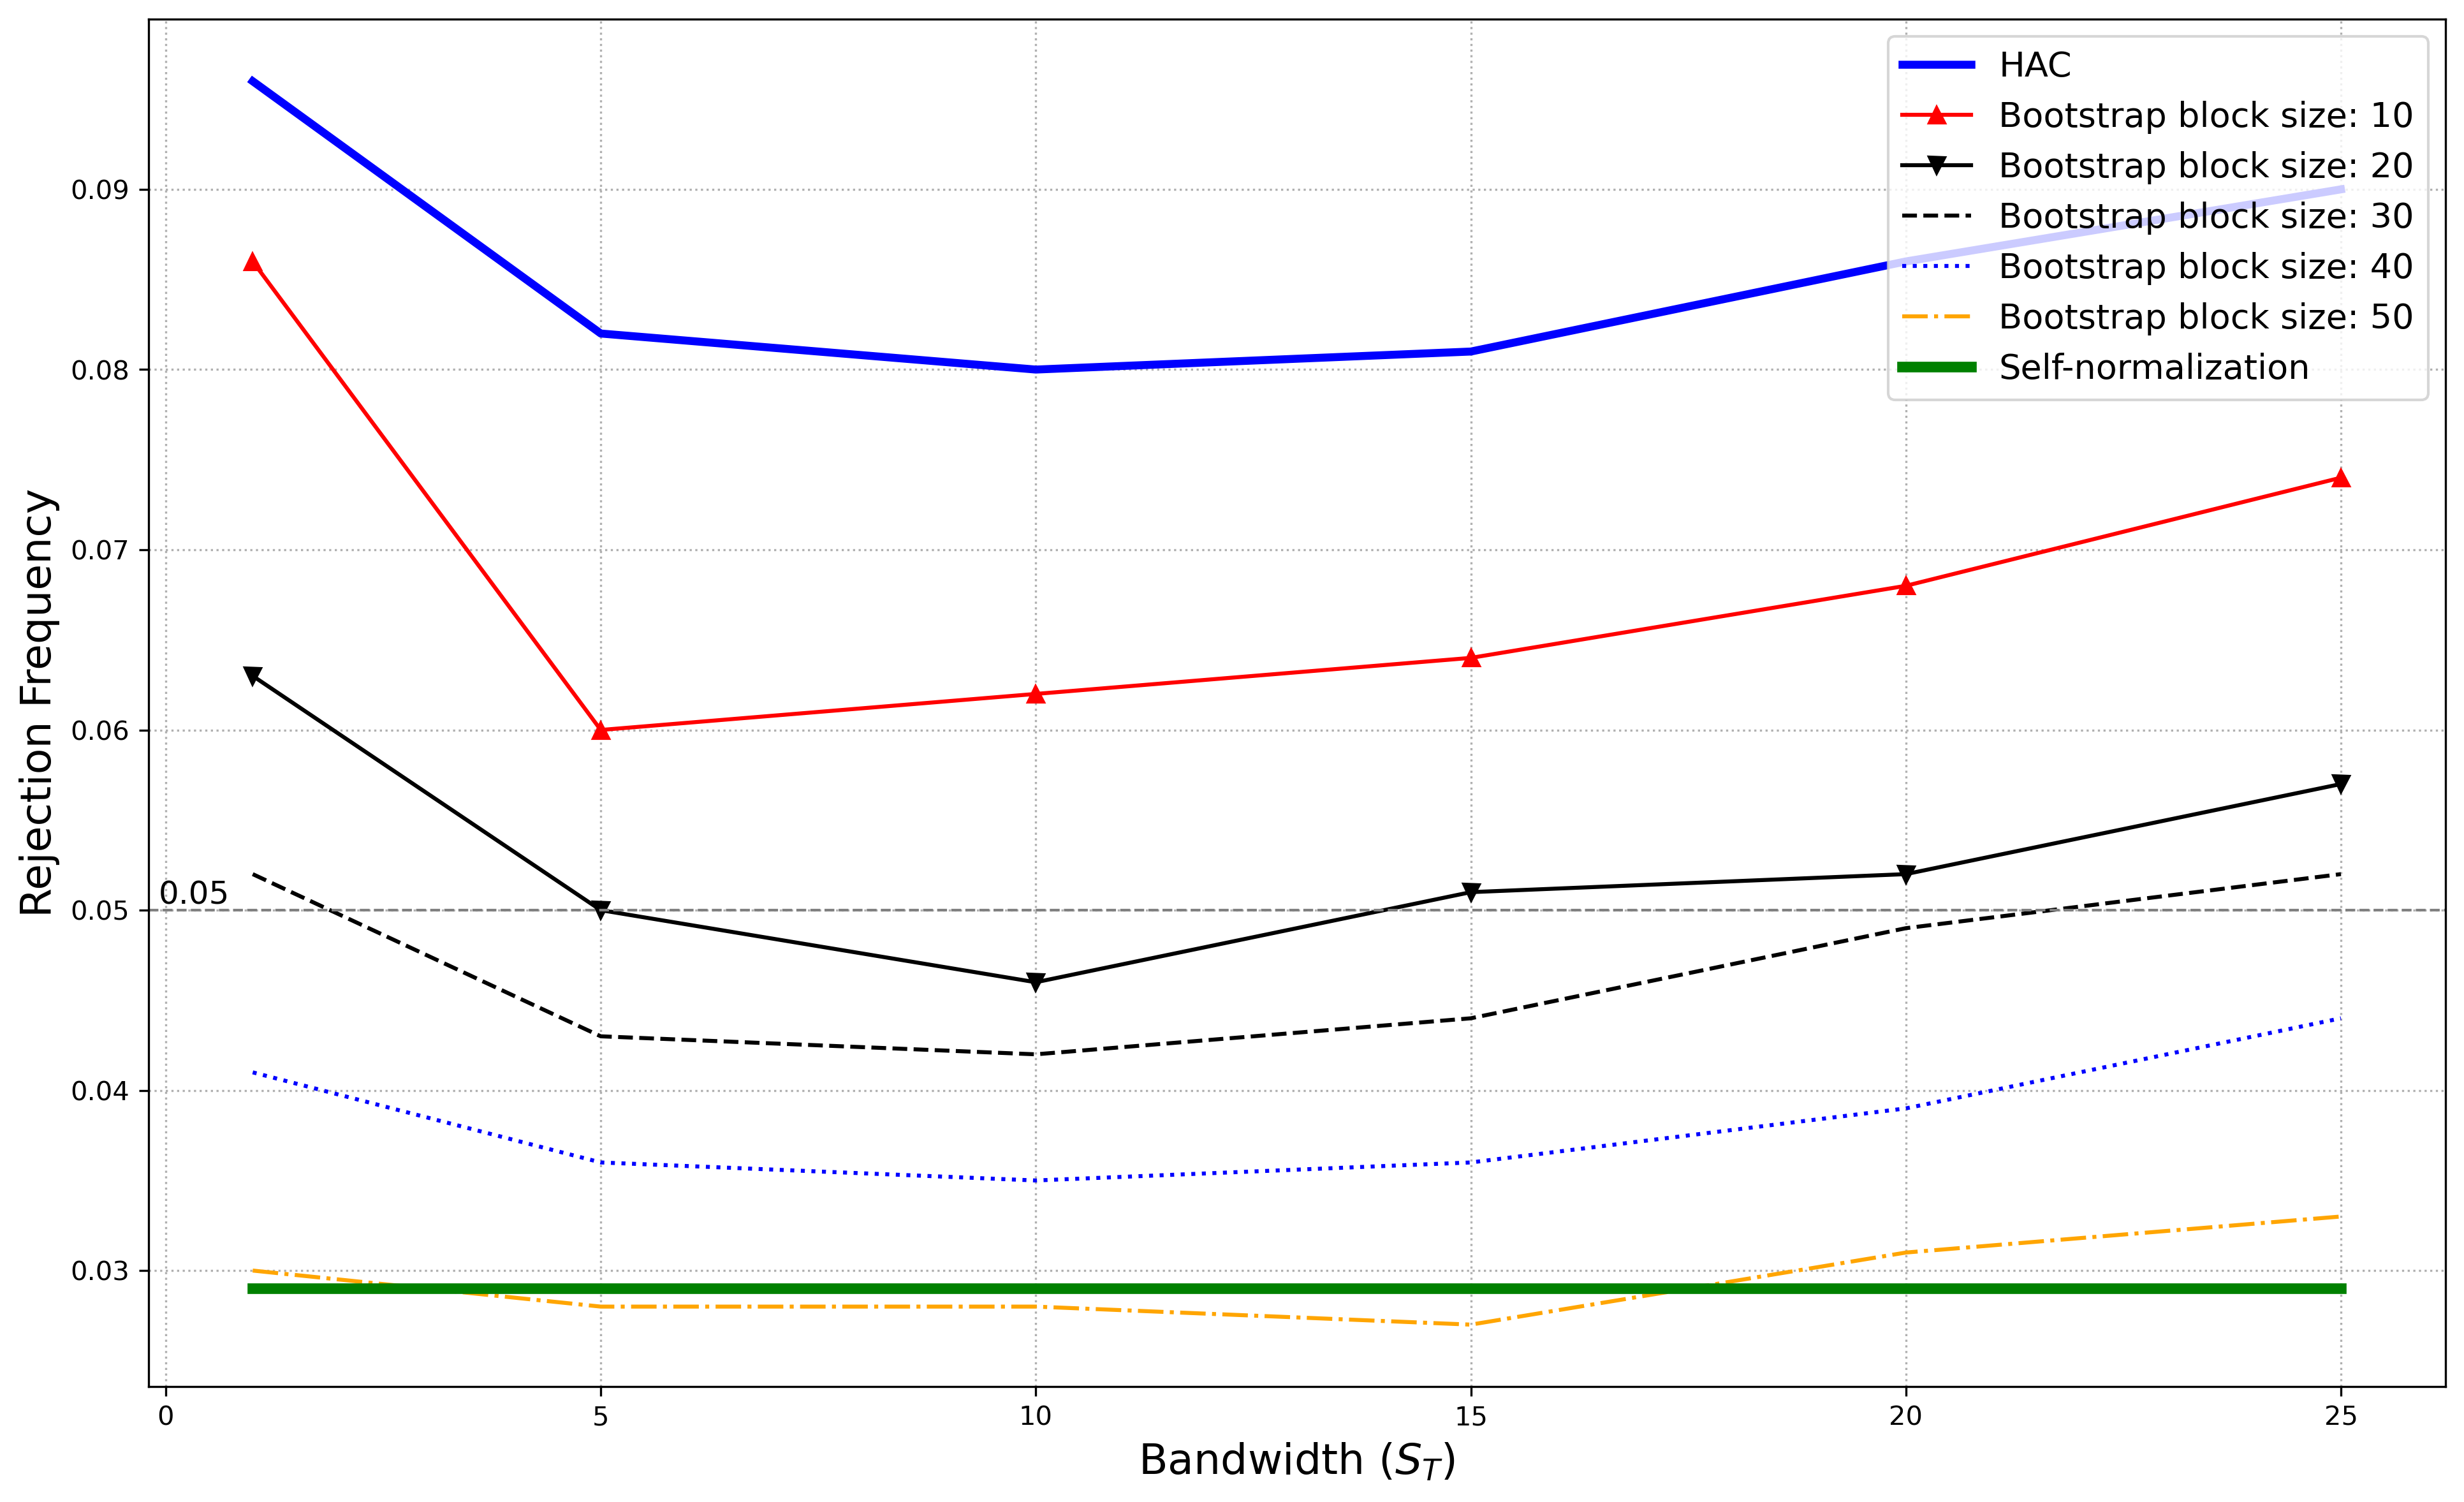 HAC
Bootstrap block size: 10
Bootstrap block size: 20
Bootstrap block size: 30
Bootstrap block size: 40
Bootstrap block size: 50
Self-normalization
Rejection Frequency
0.09
0.08
0.07
0.06
0.05
0.05
0.04
0.03
0
5
10
15
20
25
Bandwidth (S_T)